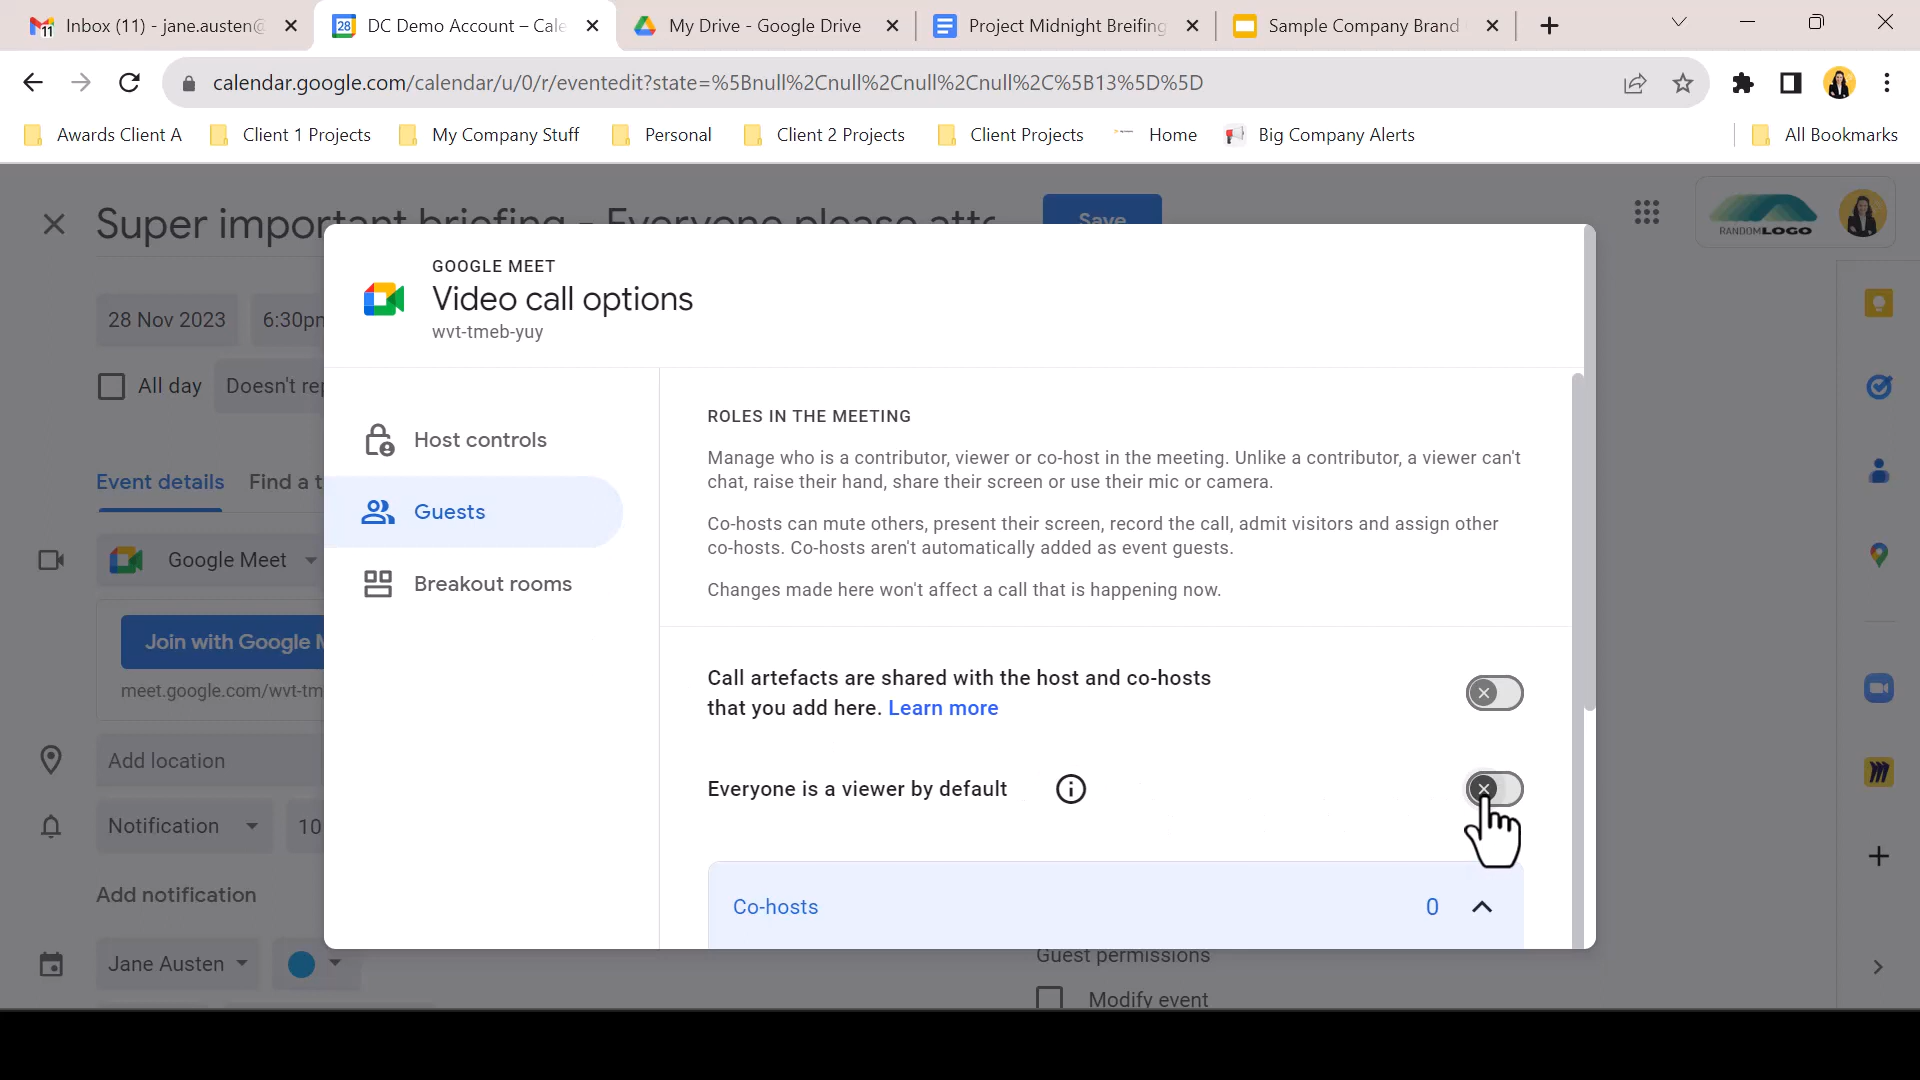 Inbox (11) - jane.austen@
DC Demo Account – Cale
My Drive - Google Drive
Project Midnight Breifing
Sample Company Brand
calendar.google.com/calendar/u/0/r/eventedit?state=%5Bnull%2Cnull%2Cnull%2Cnull%2C%5B13%5D%5D
Awards Client A
Client 1 Projects
My Company Stuff
Personal
Client 2 Projects
Client Projects
Home
Big Company Alerts
All Bookmarks
Super important briefing - Everyone please atte
Save
RANDOMLOGO
GOOGLE MEET
Video call options
wvt-tmeb-yuy
28 Nov 2023
6:30pm
All day
Doesn't rep
ROLES IN THE MEETING
Manage who is a contributor, viewer or co-host in the meeting. Unlike a contributor, a viewer can't
chat, raise their hand, share their screen or use their mic or camera.
Host controls
Event details
Find a t
Guests
Co-hosts can mute others, present their screen, record the call, admit visitors and assign other
co-hosts. Co-hosts aren't automatically added as event guests.
Google Meet
Breakout rooms
Changes made here won't affect a call that is happening now.
Join with Google M
meet.google.com/wvt-tm
Call artefacts are shared with the host and co-hosts
that you add here. Learn more
Add location
Everyone is a viewer by default
Notification
10
Add notification
Co-hosts
0
Jane Austen
Guest permissions
Modify event